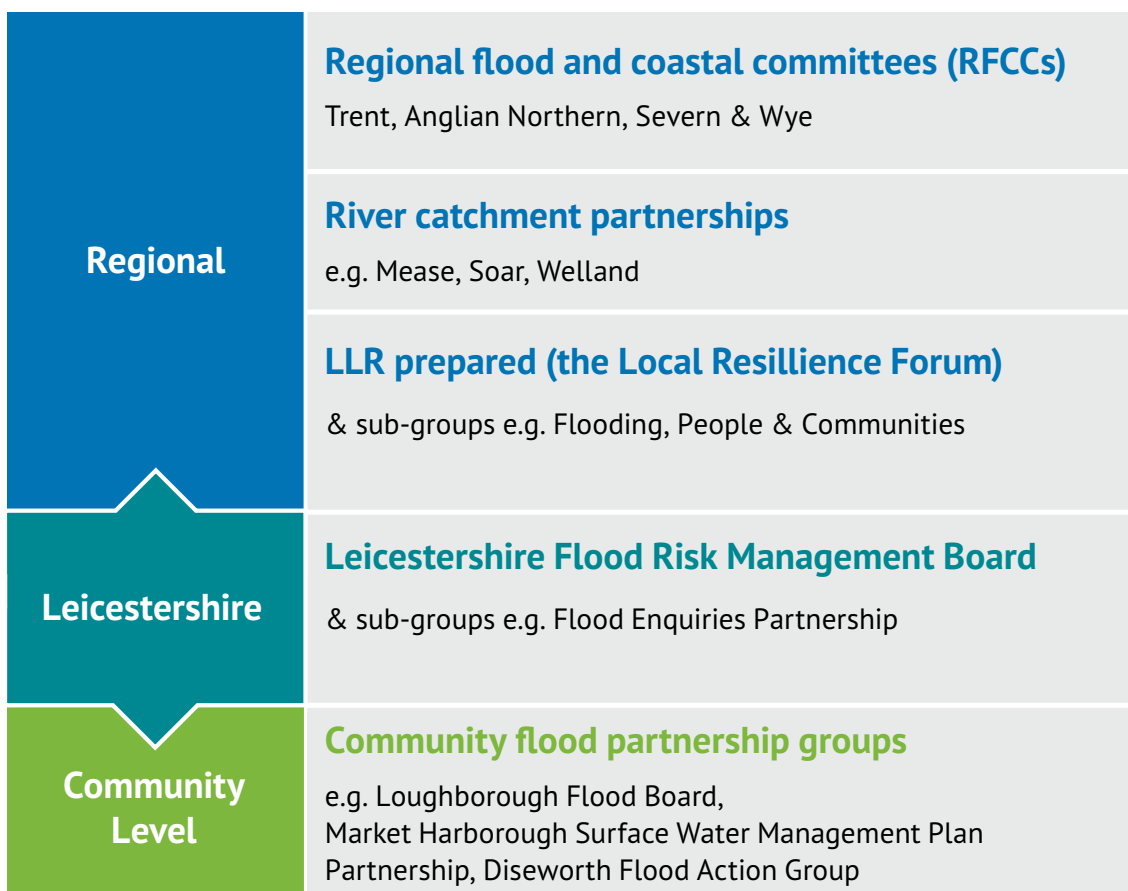 Regional
Regional flood and coastal committees (RFCCs)
Trent, Anglian Northern, Severn & Wye
River catchment partnerships
e.g. Mease, Soar, Welland
LLR prepared (the Local Resillience Forum)
& sub-groups e.g. Flooding, People & Communities
Leicestershire
Leicestershire Flood Risk Management Board
& sub-groups e.g. Flood Enquiries Partnership
Community
Level
Community flood partnership groups
e.g. Loughborough Flood Board,
Market Harborough Surface Water Management Plan
Partnership, Diseworth Flood Action Group